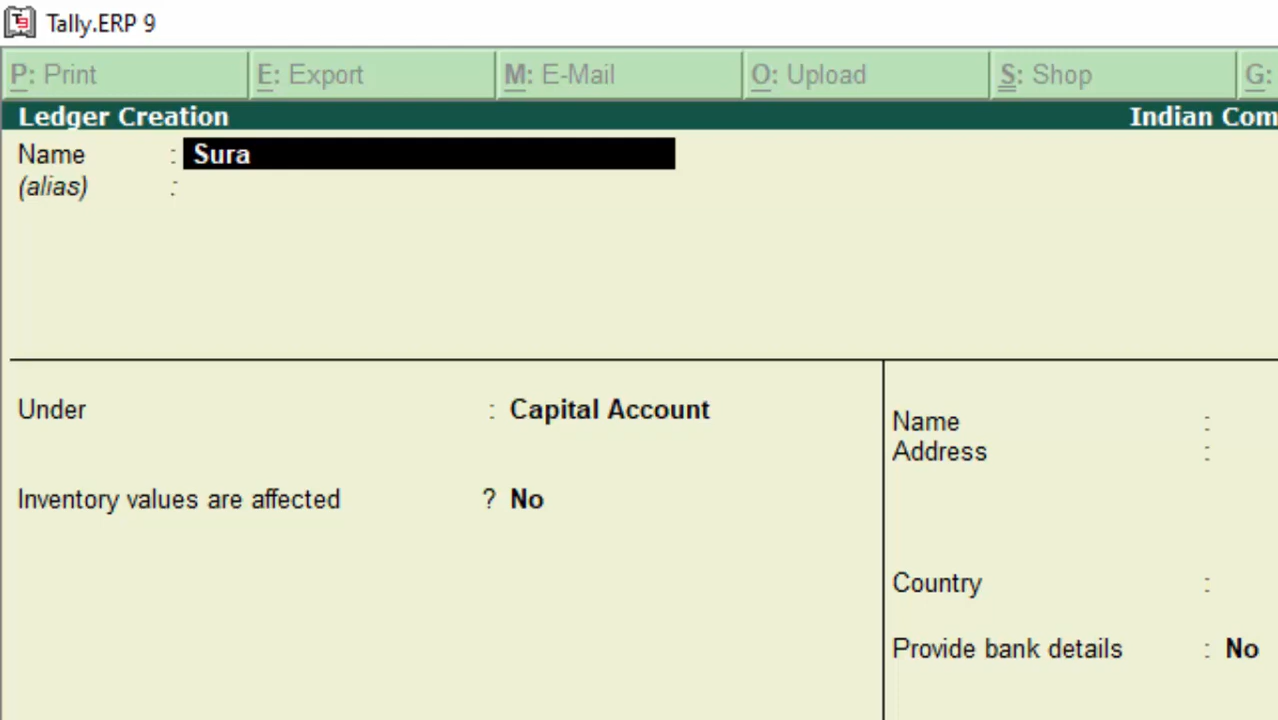 Tally.ERP 9
P: Print E: Export M: E-Mail O: Upload S: Shop G:
Ledger Creation Indian Com
Name : Sura
(alias) :
Under : Capital Account
Name :
Address :
Inventory values are affected ? No
Country :
Provide bank details : No